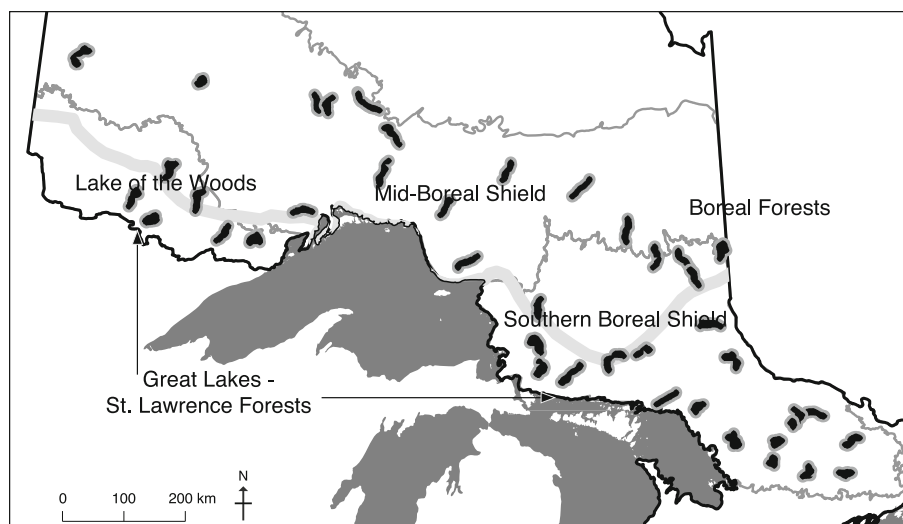 Lake of the Woods
Mid-Boreal Shield
Boreal Forests
Southern Boreal Shield
Great Lakes -
St. Lawrence Forests
N
0 100 200 km